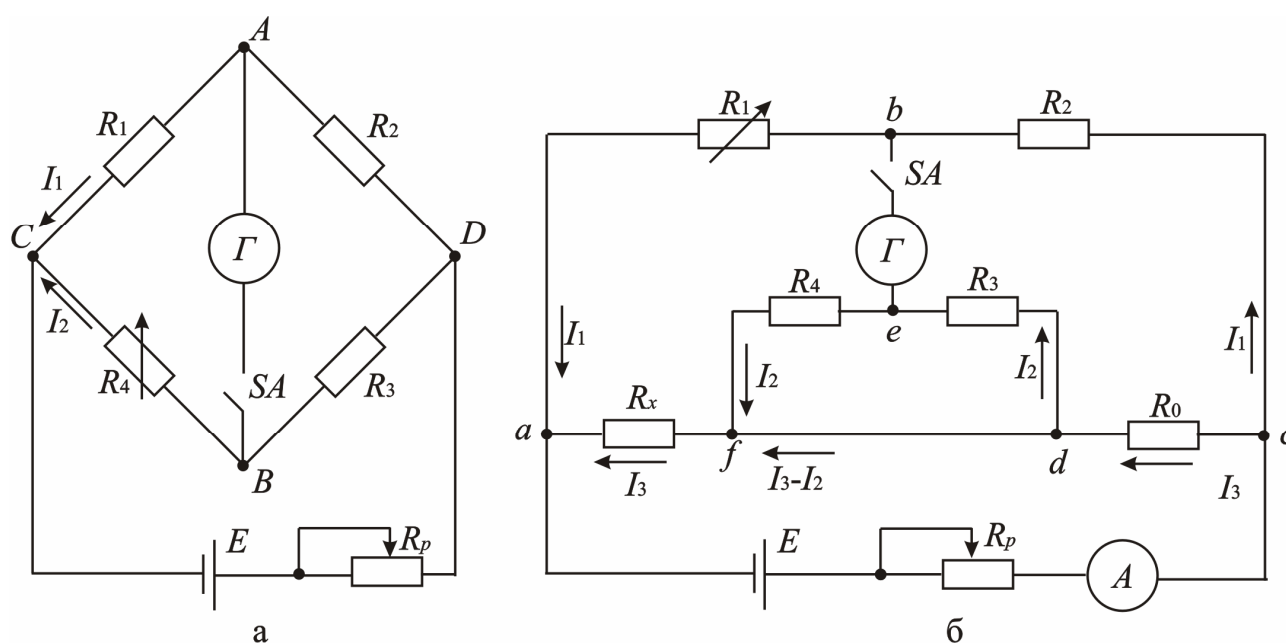 A
R1
R2
I1
C
D
Г
I2
R4
SA
R3
B
E
Rp
а
R1
b
R2
SA
Г
R4
R3
e
I1
I2
I2
I1
Rx
R0
a
f
d
c
I3
I3-I2
I3
E
Rp
A
б